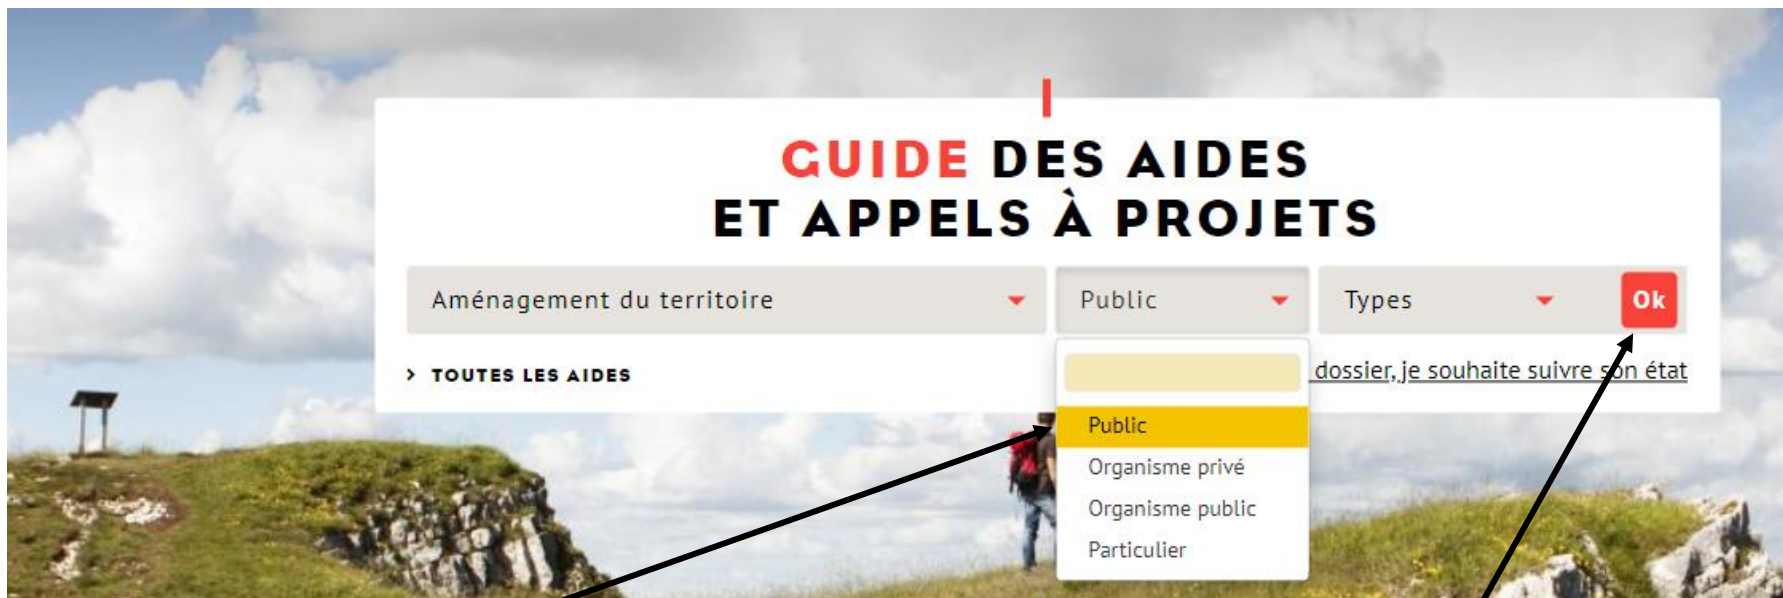 GUIDE DES AIDES
ET APPELS À PROJETS
Aménagement du territoire
Public
Types
Ok
> TOUTES LES AIDES
dossier, je souhaite suivre son état
Public
Organisme privé
Organisme public
Particulier